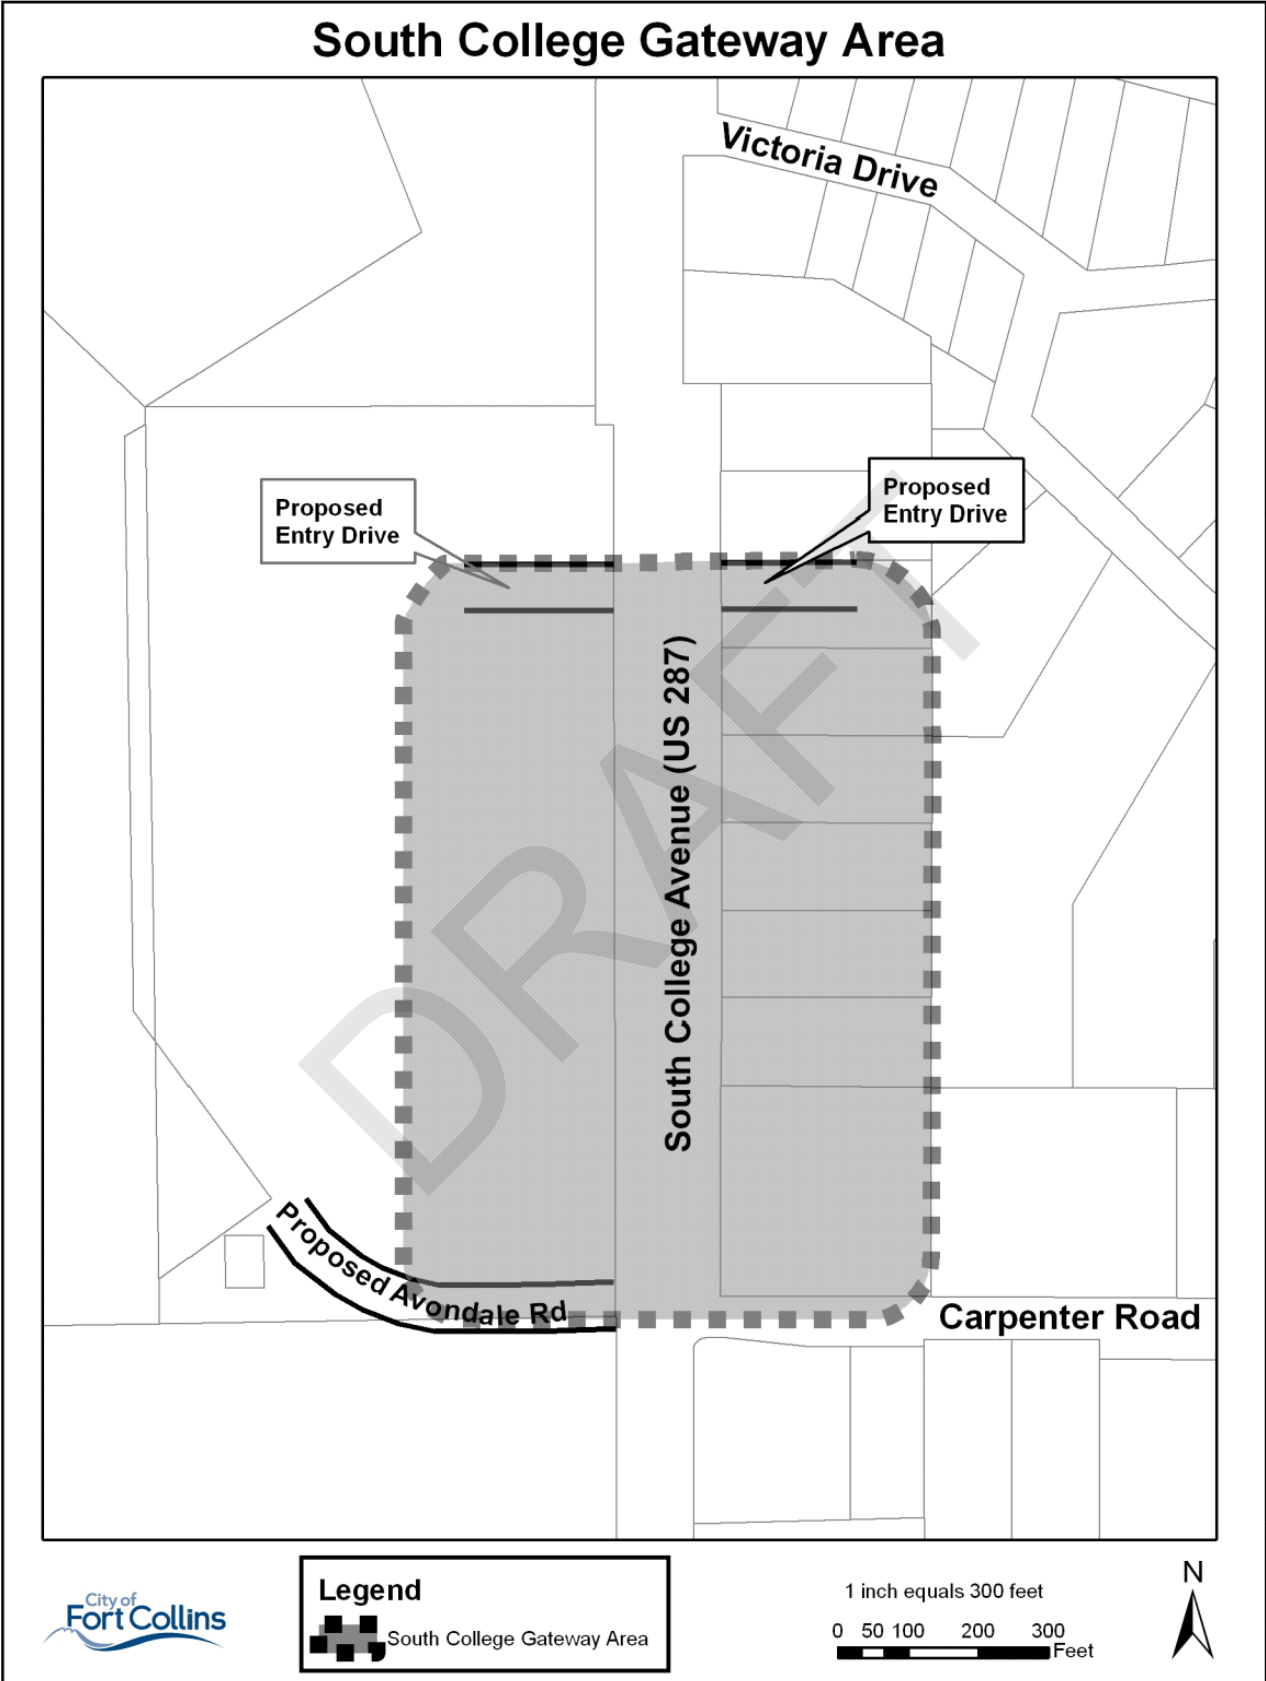 South College Gateway Area
Victoria Drive
Proposed
Entry Drive
Proposed
Entry Drive
DRAFT
South College Avenue (US 287)
Proposed Avondale Rd
Carpenter Road
City of
Fort Collins
Legend
South College Gateway Area
1 inch equals 300 feet
0 50 100 200 300
Feet
N